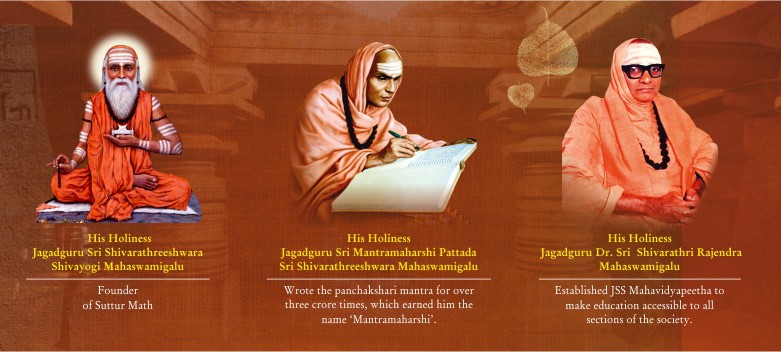 His Holiness
Jagadguru Sri Shivarathreeshwara
Shivayogi Mahaswamigalu
Founder
of Suttur Math
His Holiness
Jagadguru Sri Mantramaharshi Pattada
Sri Shivarathreeshwara Mahaswamigalu
Wrote the panchakshari mantra for over
three crore times, which earned him the
name ‘Mantramaharshi’.
His Holiness
Jagadguru Dr. Sri Shivarathri Rajendra
Mahaswamigalu
Established JSS Mahavidyapeetha to
make education accessible to all
sections of the society.